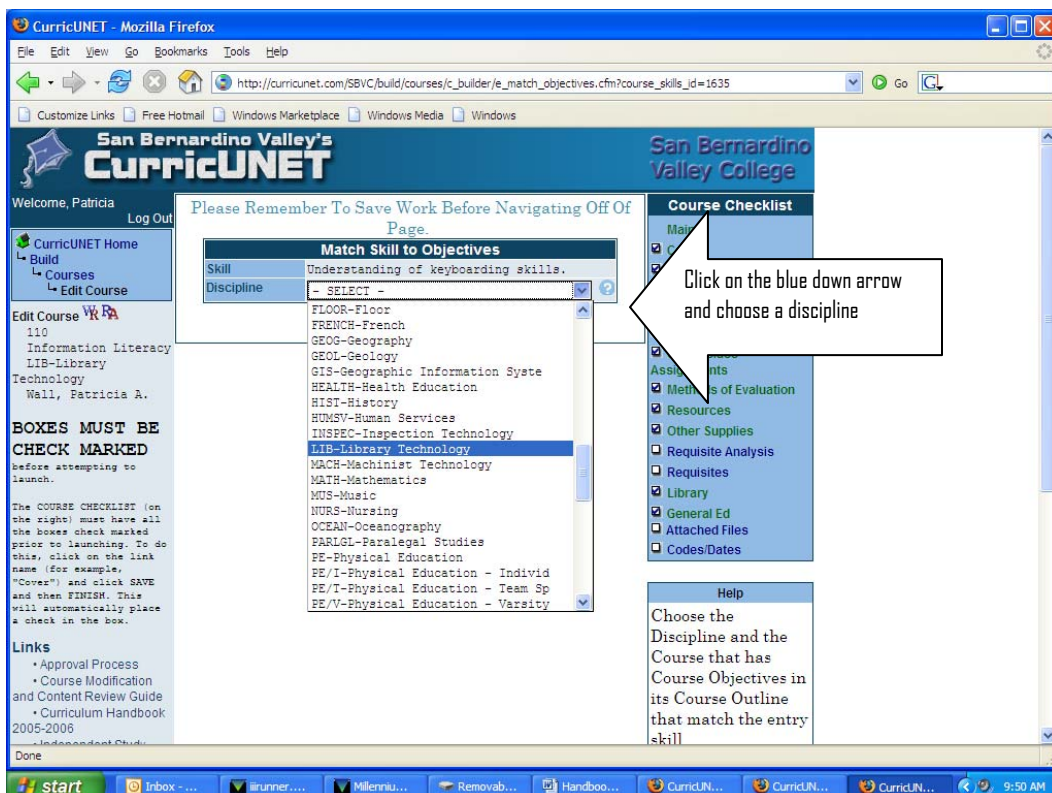 CurricUNET - Mozilla Firefox
File Edit View Go Bookmarks Tools Help
http://curricunet.com/SBVC/build/courses/c_builder/e_match_objectives.cfm?course_skills_id=1635 Go G
Customize Links Free Hotmail Windows Marketplace Windows Media Windows
San Bernardino Valley's
CurricUNET
San Bernardino
Valley College
Welcome, Patricia
Log Out
CurricUNET Home
Build
Courses
Edit Course
Edit Course WR PA
110
Information Literacy
LIB-Library
Technology
Wall, Patricia A.
BOXES MUST BE
CHECK MARKED
before attempting to
launch.
The COURSE CHECKLIST (on
the right) must have all
the boxes check marked
prior to launching. To do
this, click on the link
name (for example,
"Cover") and click SAVE
and then FINISH. This
will automatically place
a check in the box.
Links
• Approval Process
• Course Modification
and Content Review Guide
• Curriculum Handbook
2005-2006
Please Remember To Save Work Before Navigating Off Of
Page.
Match Skill to Objectives
Skill Understanding of keyboarding skills.
Discipline - SELECT -
FLOOR-Floor
FRENCH-French
GEOG-Geography
GEOL-Geology
GIS-Geographic Information Syste
HEALTH-Health Education
HIST-History
HUMSV-Human Services
INSPEC-Inspection Technology
LIB-Library Technology
MACH-Machinist Technology
MATH-Mathematics
MUS-Music
NURS-Nursing
OCEAN-Oceanography
PARLGL-Paralegal Studies
PE-Physical Education
PE/I-Physical Education - Individ
PE/T-Physical Education - Team Sp
PE/V-Physical Education - Varsity
Click on the blue down arrow
and choose a discipline
Course Checklist
Methods of Evaluation
Resources
Other Supplies
Requisite Analysis
Requisites
Library
General Ed
Attached Files
Codes/Dates
Help
Choose the
Discipline and the
Course that has
Course Objectives in
its Course Outline
that match the entry
skill
Done
start Inbox - ... iirunner.... Millenniu... Removab... Handboo... CurricUN... CurricUN... CurricUN... 9:50 AM